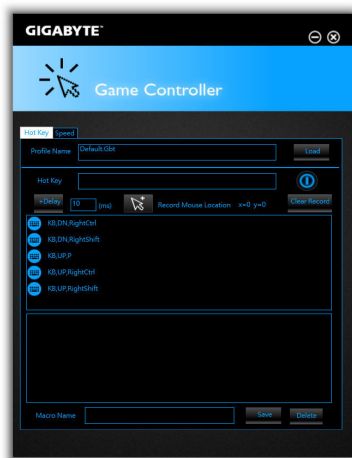 GIGABYTE™
Game Controller
Hot Key Speed
Profile Name Default.Gbt Load
Hot Key
+Delay 10 (ms) Record Mouse Location x=0 y=0 Clear Record
KB,DN,RightCtrl
KB,DN,RightShift
KB,UP,P
KB,UP,RightCtrl
KB,UP,RightShift
Macro Name Save Delete